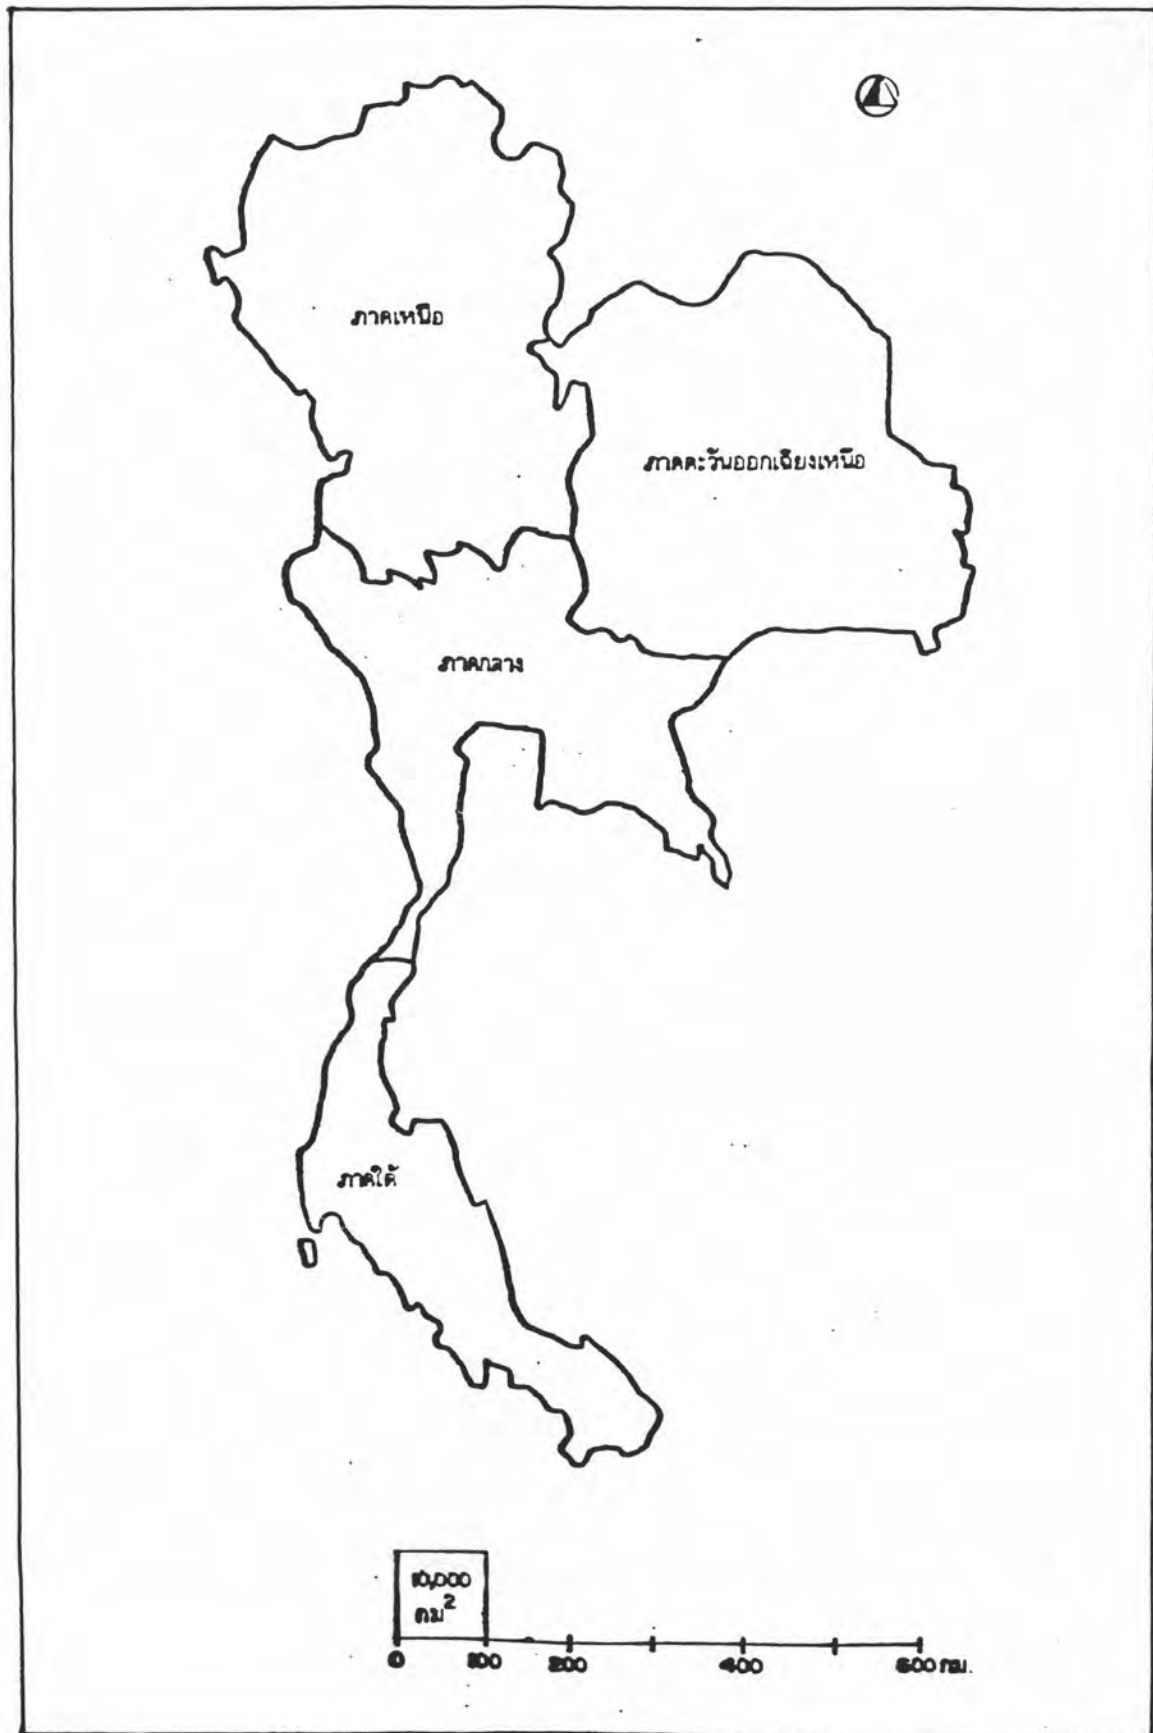 ภาคเหนือ
ภาคตะวันออกเฉียงเหนือ
ภาคกลาง
ภาคใต้
10,000
กม²
0 100 200 400 600 กม.